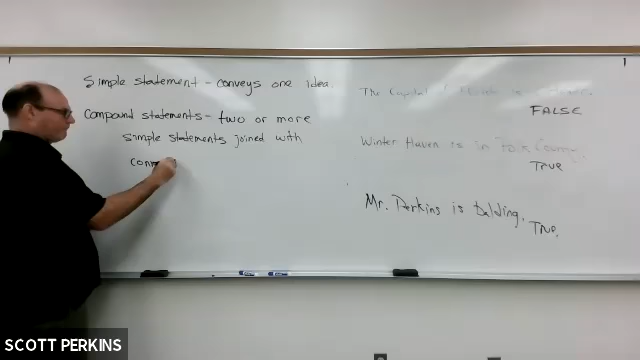 Simple statement - conveys one idea.
Compound statements - two or more
simple statements joined with
conn
The Capital of Florida is
FALSE
Winter Haven is in Polk County.
True
Mr. Perkins is balding.
True.
SCOTT PERKINS